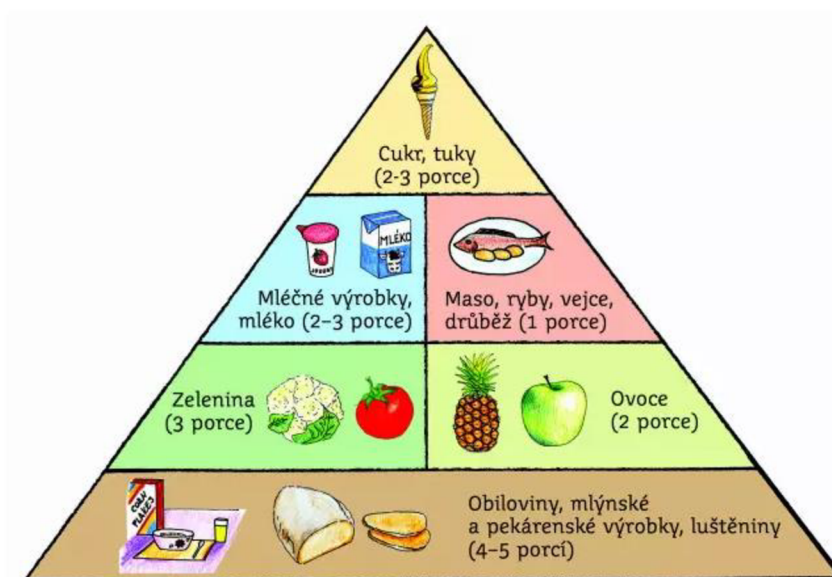 Cukr, tuky
(2-3 porce)
MLÉKO
Mléčné výrobky,
mléko (2–3 porce)
Maso, ryby, vejce,
drůbež (1 porce)
Zelenina
(3 porce)
Ovoce
(2 porce)
CORN
FLAKES
Obiloviny, mlýnské
a pekárenské výrobky, luštěniny
(4–5 porcí)